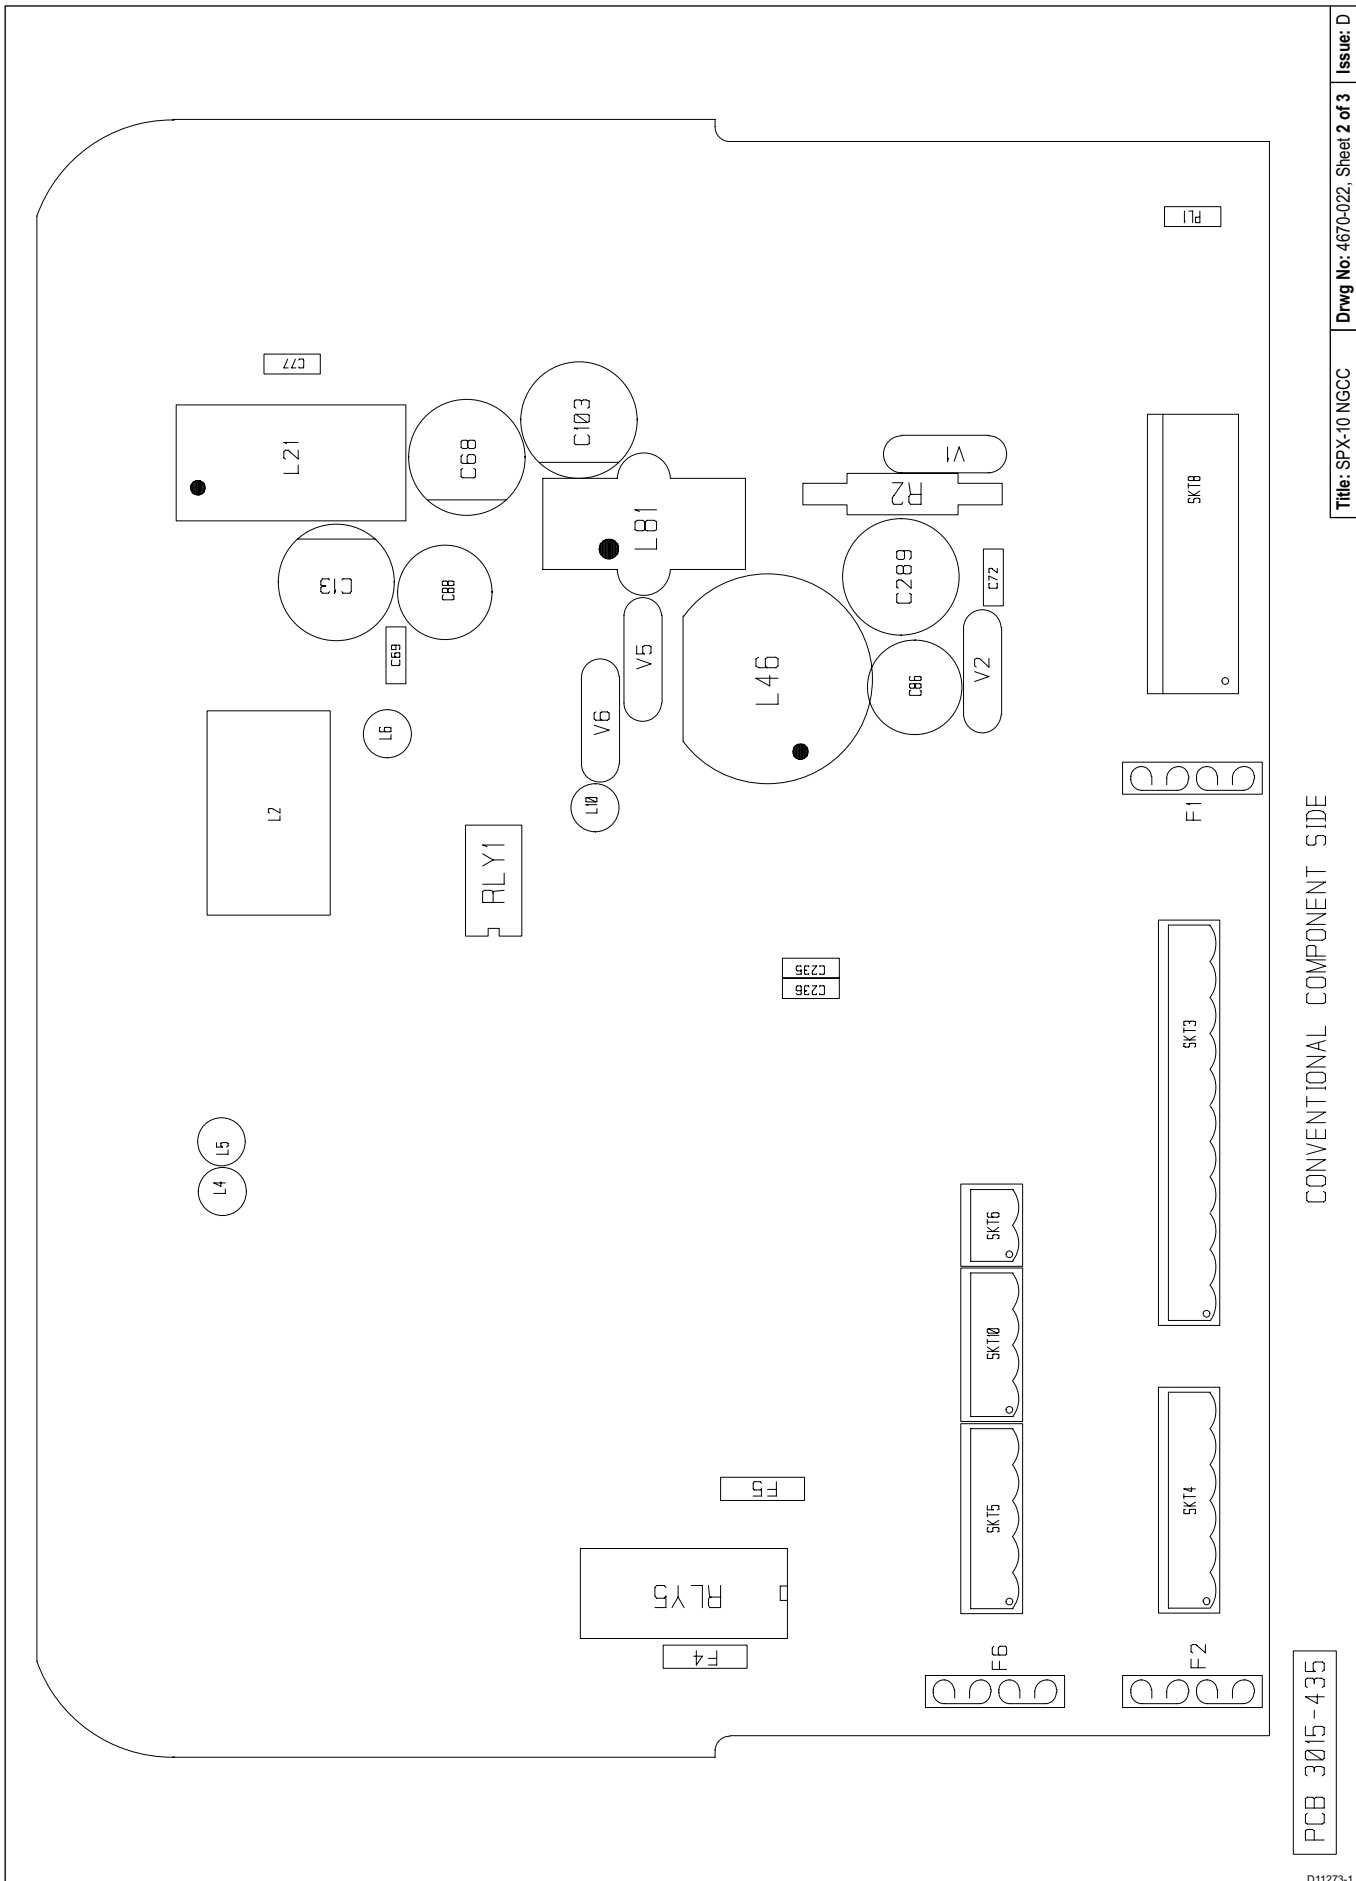 Title: SPX-10 NGCC
Drwg No: 4670-022, Sheet 2 of 3
Issue: D
PL1
C77
L21
C68
C103
V1
R2
L81
SKT8
C13
C88
C289
C72
C69
V5
L46
C86
V2
L6
V6
L10
L2
F1
RLY1
C235
C236
SKT3
L5
L4
SKT6
SKT10
F5
SKT5
SKT4
RLY5
F4
F6
F2
CONVENTIONAL COMPONENT SIDE
PCB 3015-435
D11273-1